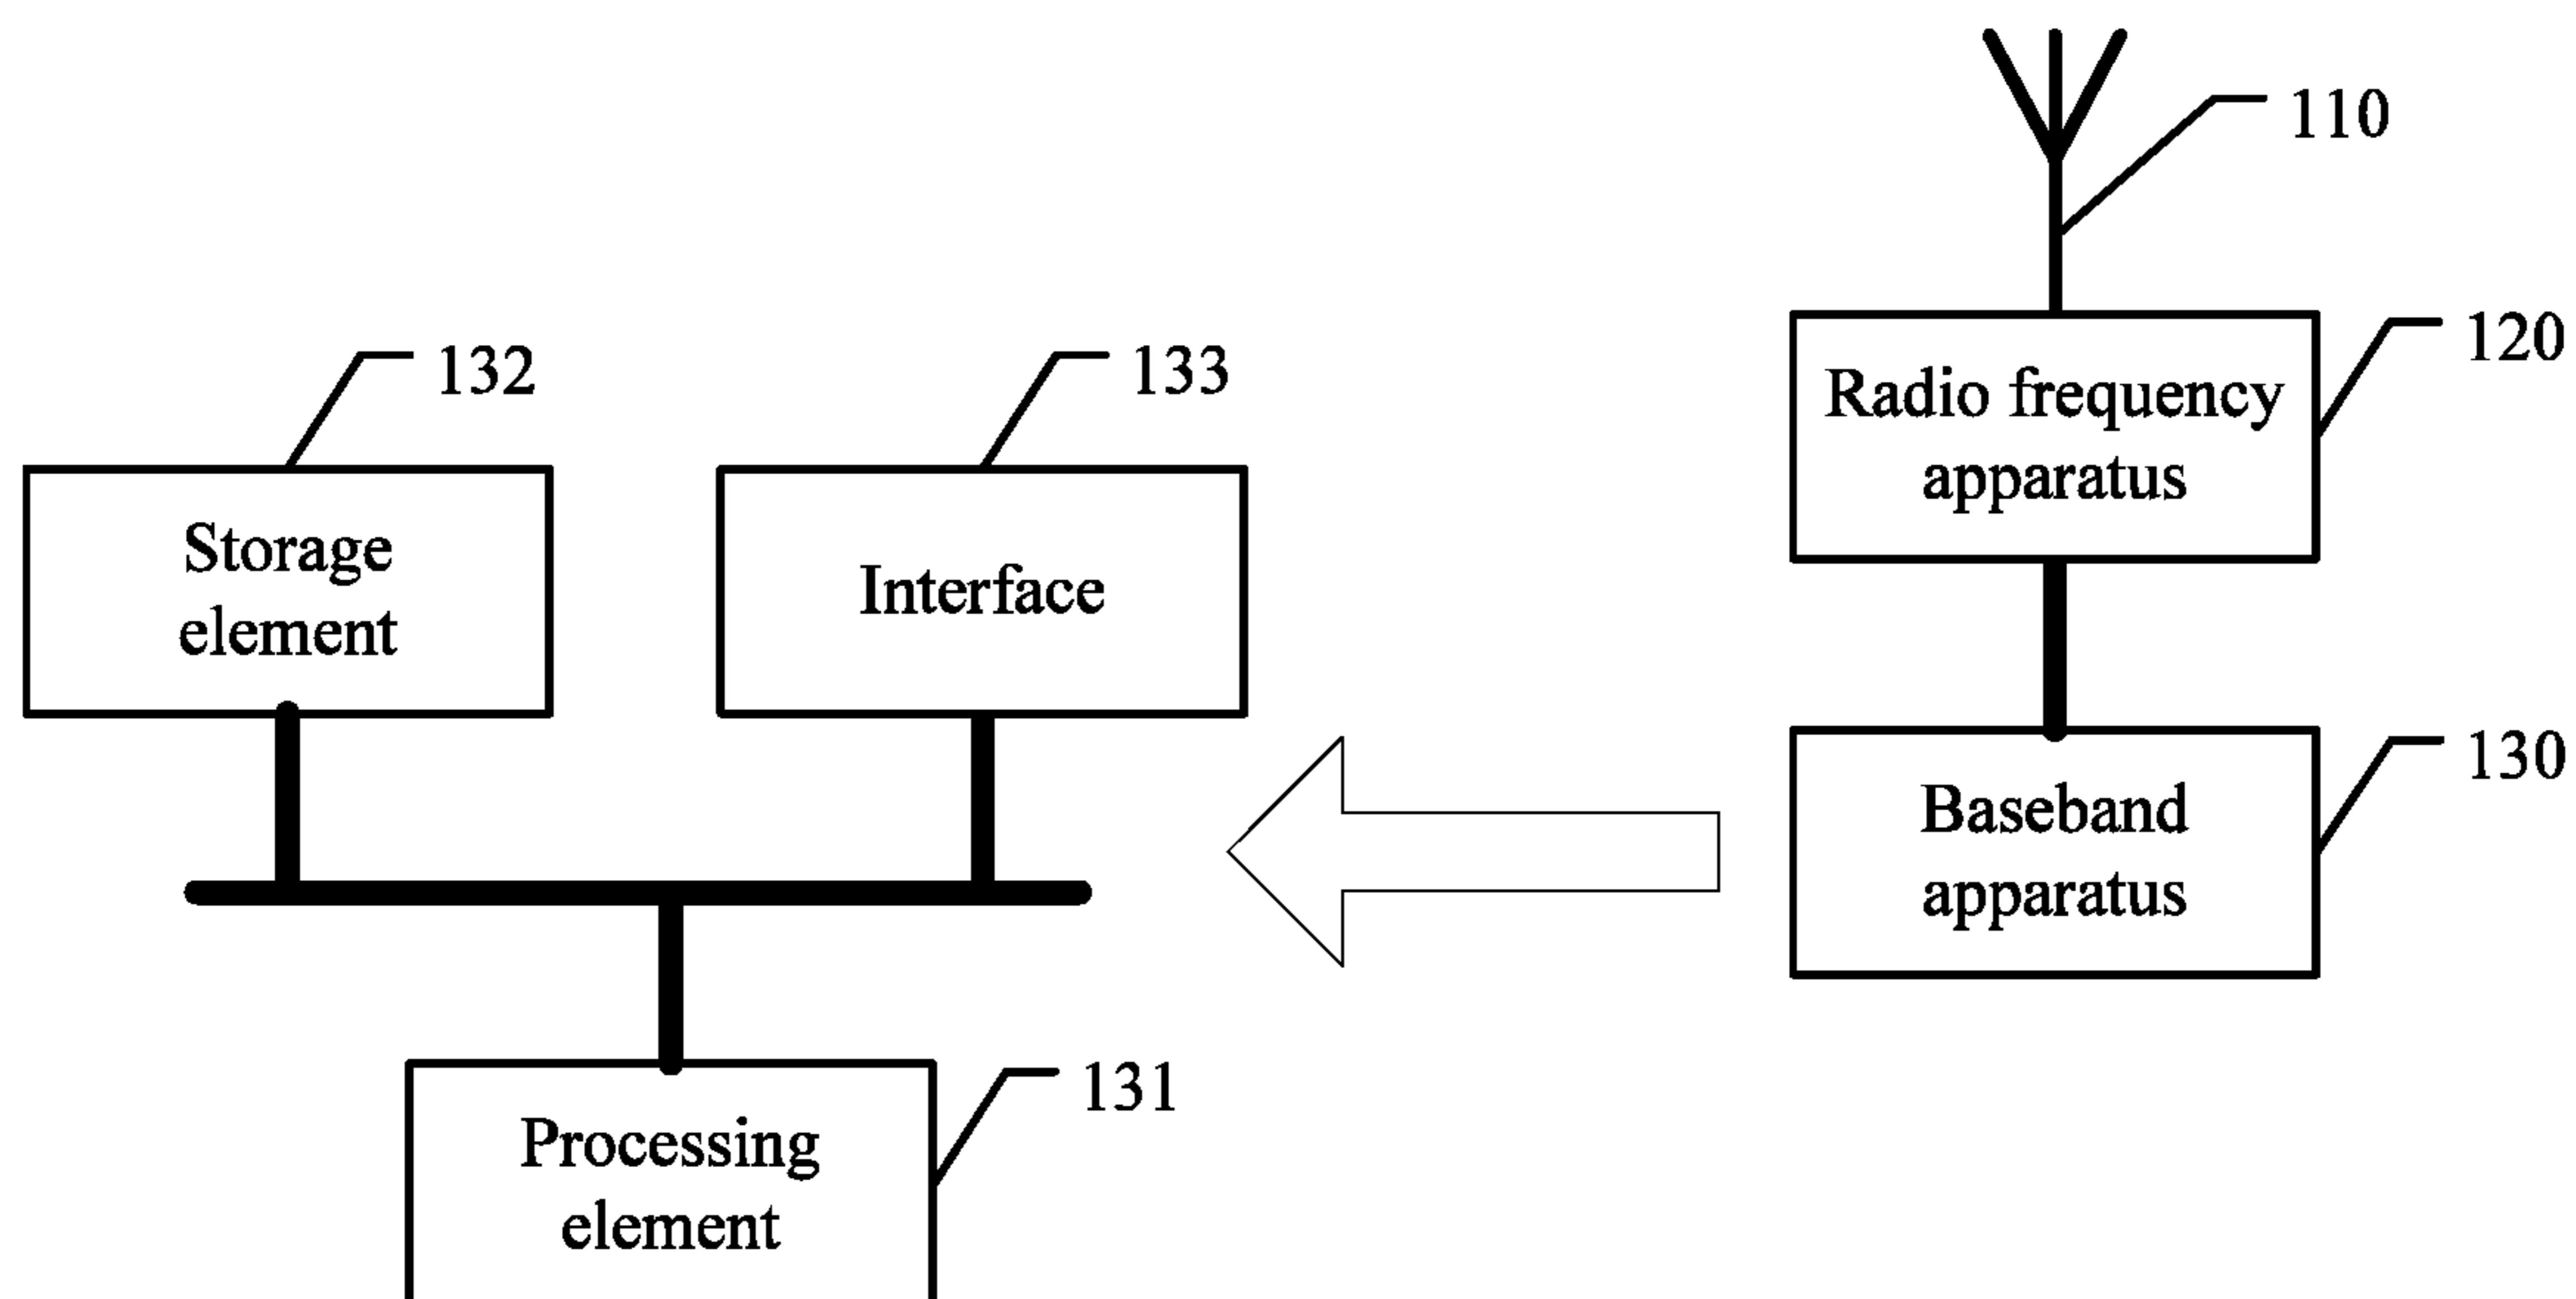 110
120
Radio frequency
apparatus
132
133
Storage
element
Interface
130
Baseband
apparatus
131
Processing
element